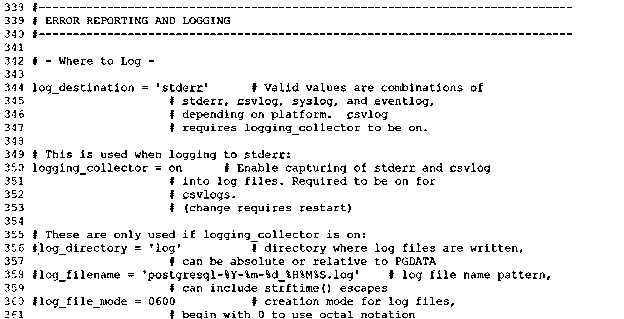 338 #------------------------------------------------------------------------------
339 # ERROR REPORTING AND LOGGING
340 #------------------------------------------------------------------------------
341
342 # - Where to Log -
343
344 log_destination = 'stderr'      # Valid values are combinations of
345                     # stderr, csvlog, syslog, and eventlog,
346                     # depending on platform.  csvlog
347                     # requires logging_collector to be on.
348
349 # This is used when logging to stderr:
350 logging_collector = on      # Enable capturing of stderr and csvlog
351                     # into log files. Required to be on for
352                     # csvlogs.
353                     # (change requires restart)
354
355 # These are only used if logging_collector is on:
356 #log_directory = 'log'          # directory where log files are written,
357                     # can be absolute or relative to PGDATA
358 #log_filename = 'postgresql-%Y-%m-%d_%H%M%S.log'    # log file name pattern,
359                     # can include strftime() escapes
360 #log_file_mode = 0600           # creation mode for log files,
361                     # begin with 0 to use octal notation